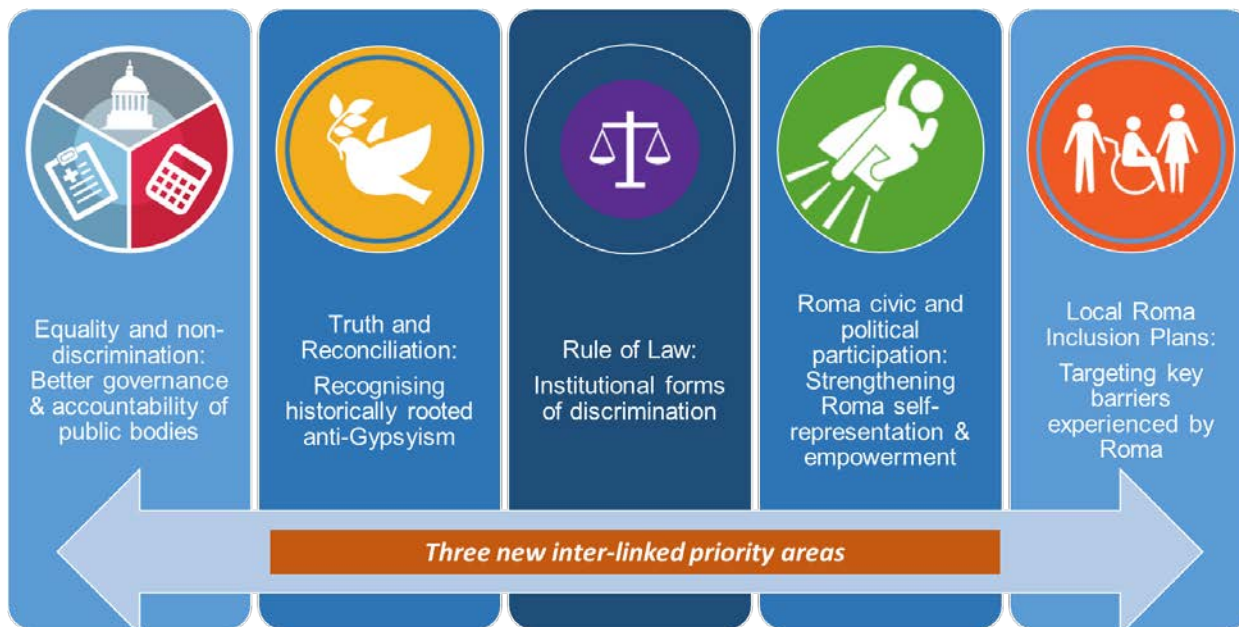 Equality and non-
discrimination:
Better governance
& accountability of
public bodies
Truth and
Reconciliation:
Recognising
historically rooted
anti-Gypsyism
Rule of Law:
Institutional forms
of discrimination
Roma civic and
political
participation:
Strengthening
Roma self-
representation &
empowerment
Local Roma
Inclusion Plans:
Targeting key
barriers
experienced by
Roma
Three new inter-linked priority areas